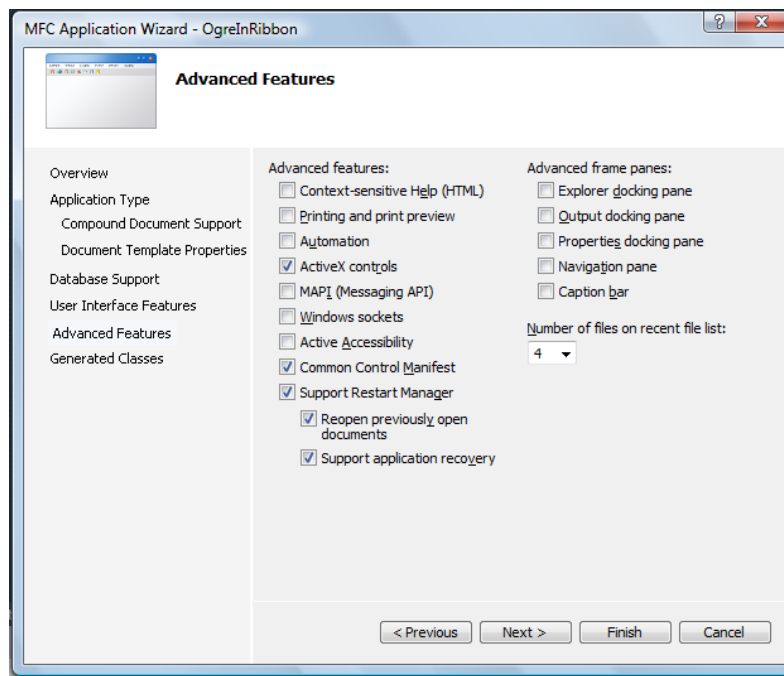 MFC Application Wizard - OgreInRibbon
?
Advanced Features
Overview
Application Type
Compound Document Support
Document Template Properties
Database Support
User Interface Features
Advanced Features
Generated Classes
Advanced features:
Context-sensitive Help (HTML)
Printing and print preview
Automation
ActiveX controls
MAPI (Messaging API)
Windows sockets
Active Accessibility
Common Control Manifest
Support Restart Manager
Reopen previously open
documents
Support application recovery
Advanced frame panes:
Explorer docking pane
Output docking pane
Properties docking pane
Navigation pane
Caption bar
Number of files on recent file list:
4
< Previous
Next >
Finish
Cancel